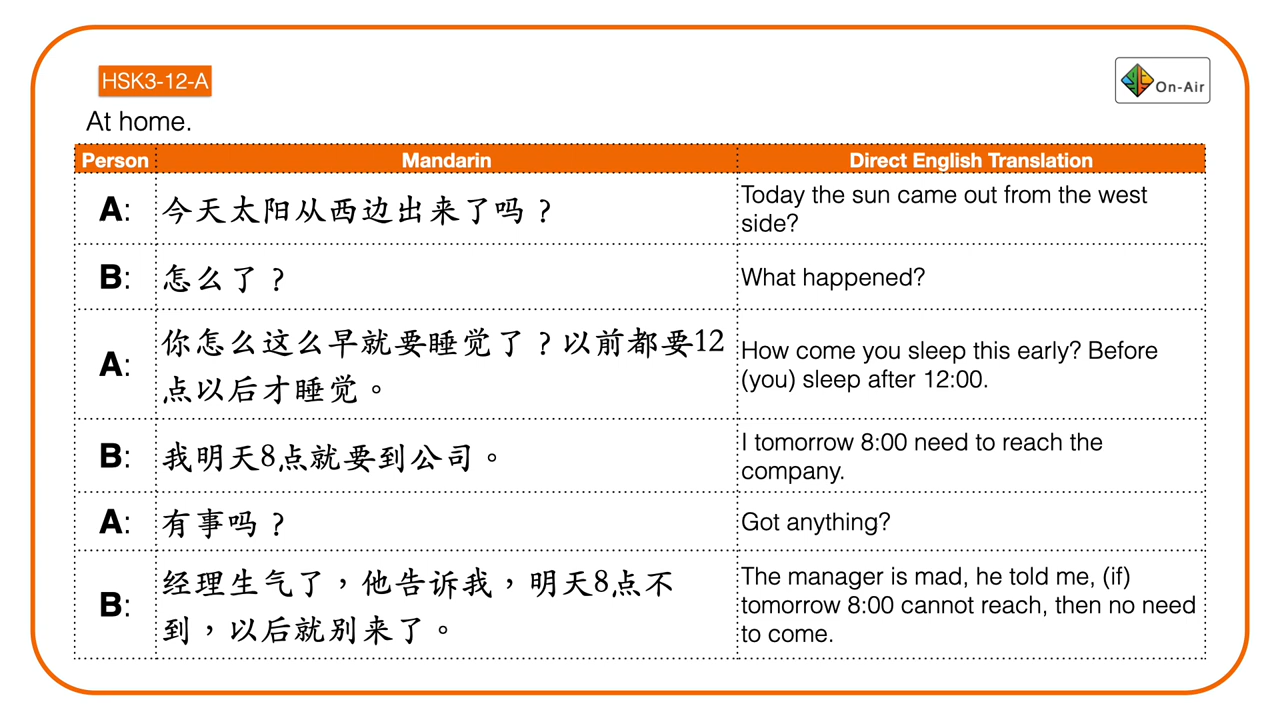 HSK3-12-A
On-Air
At home.
Person Mandarin Direct English Translation
A: 今天太阳从西边出来了吗？ Today the sun came out from the west
side?
B: 怎么了？ What happened?
A: 你怎么这么早就要睡觉了？以前都要12
点以后才睡觉。
How come you sleep this early? Before
(you) sleep after 12:00.
B: 我明天8点就要到公司。 I tomorrow 8:00 need to reach the
company.
A: 有事吗？ Got anything?
B: 经理生气了，他告诉我，明天8点不
到，以后就别来了。
The manager is mad, he told me, (if)
tomorrow 8:00 cannot reach, then no need
to come.